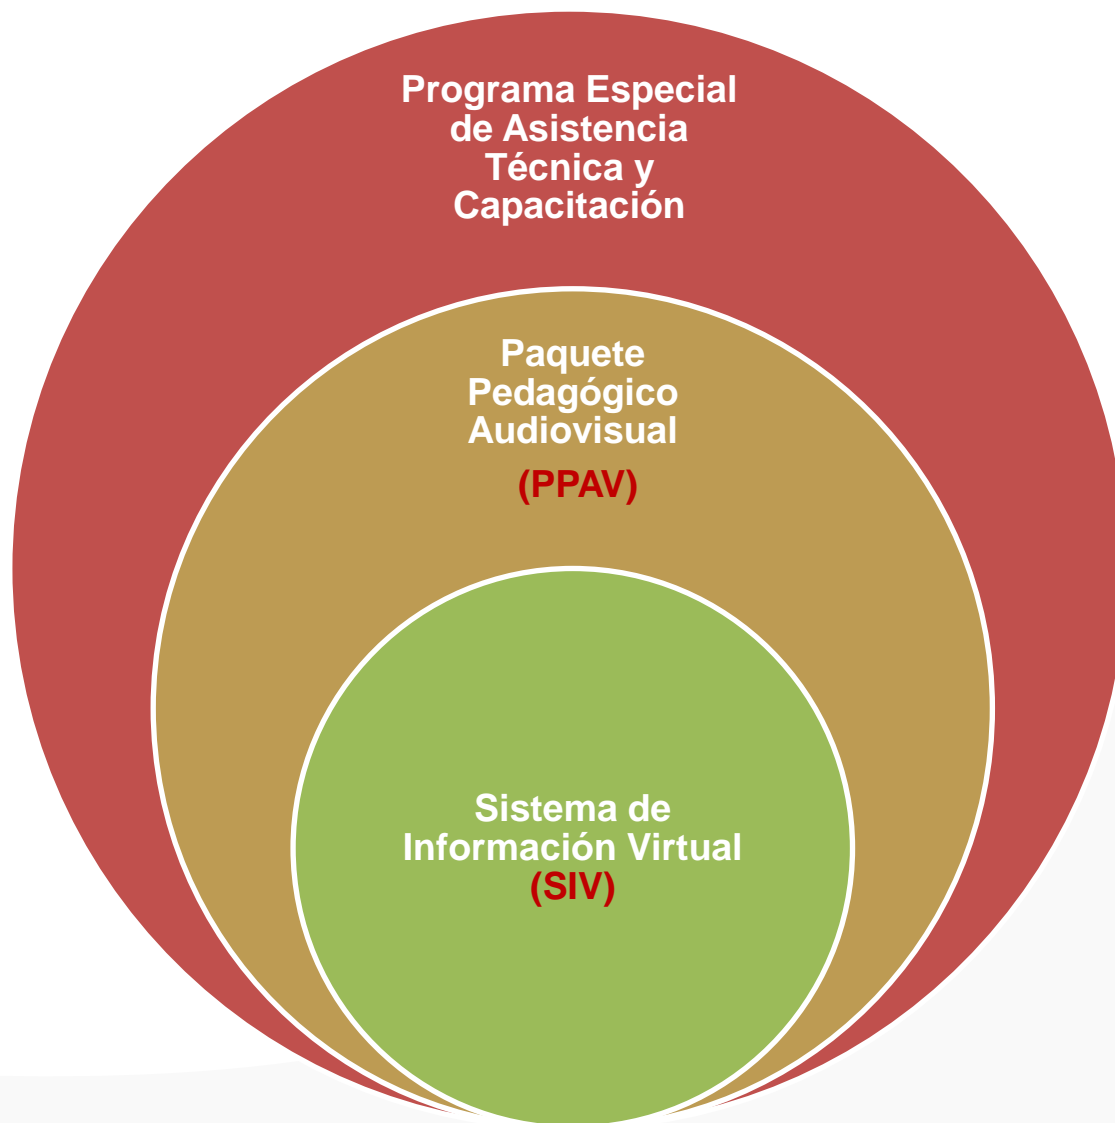 Programa Especial
de Asistencia
Técnica y
Capacitación
Paquete
Pedagógico
Audiovisual
(PPAV)
Sistema de
Información Virtual
(SIV)